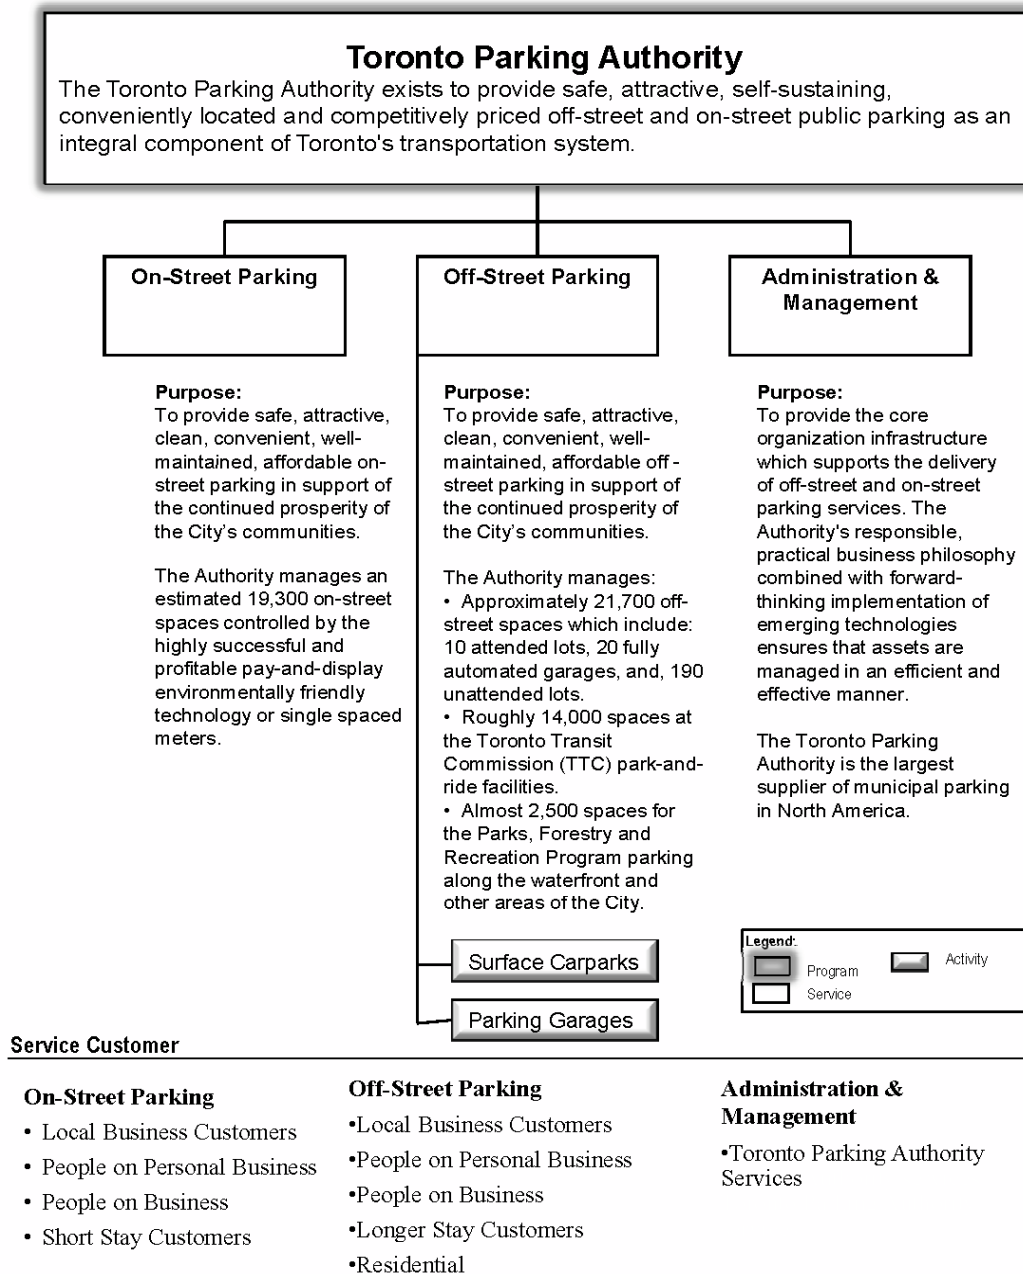 Toronto Parking Authority
The Toronto Parking Authority exists to provide safe, attractive, self-sustaining,
conveniently located and competitively priced off-street and on-street public parking as an
integral component of Toronto's transportation system.
On-Street Parking
Off-Street Parking
Administration &
Management
Purpose:
To provide safe, attractive,
clean, convenient, well-
maintained, affordable on-
street parking in support of
the continued prosperity of
the City's communities.
The Authority manages an
estimated 19,300 on-street
spaces controlled by the
highly successful and
profitable pay-and-display
environmentally friendly
technology or single spaced
meters.
Purpose:
To provide safe, attractive,
clean, convenient, well-
maintained, affordable off-
street parking in support of
the continued prosperity of
the City's communities.
The Authority manages:
• Approximately 21,700 off-
street spaces which include:
10 attended lots, 20 fully
automated garages, and, 190
unattended lots.
• Roughly 14,000 spaces at
the Toronto Transit
Commission (TTC) park-and-
ride facilities.
• Almost 2,500 spaces for
the Parks, Forestry and
Recreation Program parking
along the waterfront and
other areas of the City.
Surface Carparks
Parking Garages
Purpose:
To provide the core
organization infrastructure
which supports the delivery
of off-street and on-street
parking services. The
Authority's responsible,
practical business philosophy
combined with forward-
thinking implementation of
emerging technologies
ensures that assets are
managed in an efficient and
effective manner.
The Toronto Parking
Authority is the largest
supplier of municipal parking
in North America.
Legend:
Program
Activity
Service
Service Customer
On-Street Parking
• Local Business Customers
• People on Personal Business
• People on Business
• Short Stay Customers
Off-Street Parking
•Local Business Customers
•People on Personal Business
•People on Business
•Longer Stay Customers
•Residential
Administration &
Management
•Toronto Parking Authority
Services